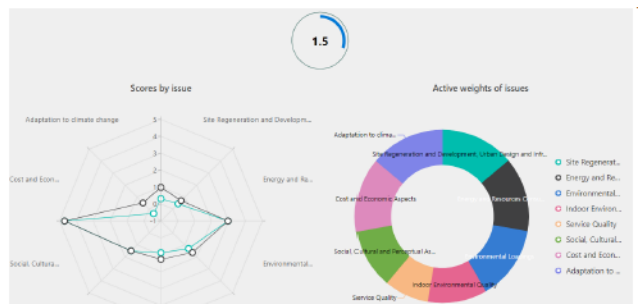 1.5
Scores by issue
Active weights of issues
Adaptation to climate change
Site Regeneration and Developm...
5
4
3
2
1
0
-1
Cost and Econ...
Energy and Re...
Social, Cultura...
Environmental...
Adaptation to clima...
Site Regeneration and Development, Urban Design and Infr...
Cost and Economic Aspects
Energy and Resources
Social, Cultural and Perceptual As...
Environmental
Service Quality
Indoor Environmental Quality
Site Regenerat...
Energy and Re...
Environmental...
Indoor Environ...
Service Quality
Social, Cultural...
Cost and Econ...
Adaptation to ...